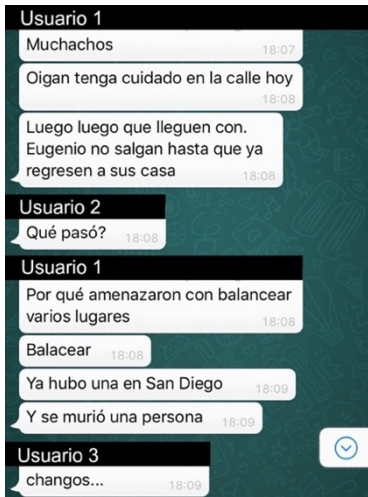 Usuario 1
Muchachos 18:07
Oigan tenga cuidado en la calle hoy
18:08
Luego luego que lleguen con.
Eugenio no salgan hasta que ya
regresen a sus casa 18:08
Usuario 2
Qué pasó? 18:08
Usuario 1
Por qué amenazaron con balancear
varios lugares 18:08
Balacear 18:08
Ya hubo una en San Diego 18:09
Y se murió una persona 18:09
Usuario 3
changos... 18:09